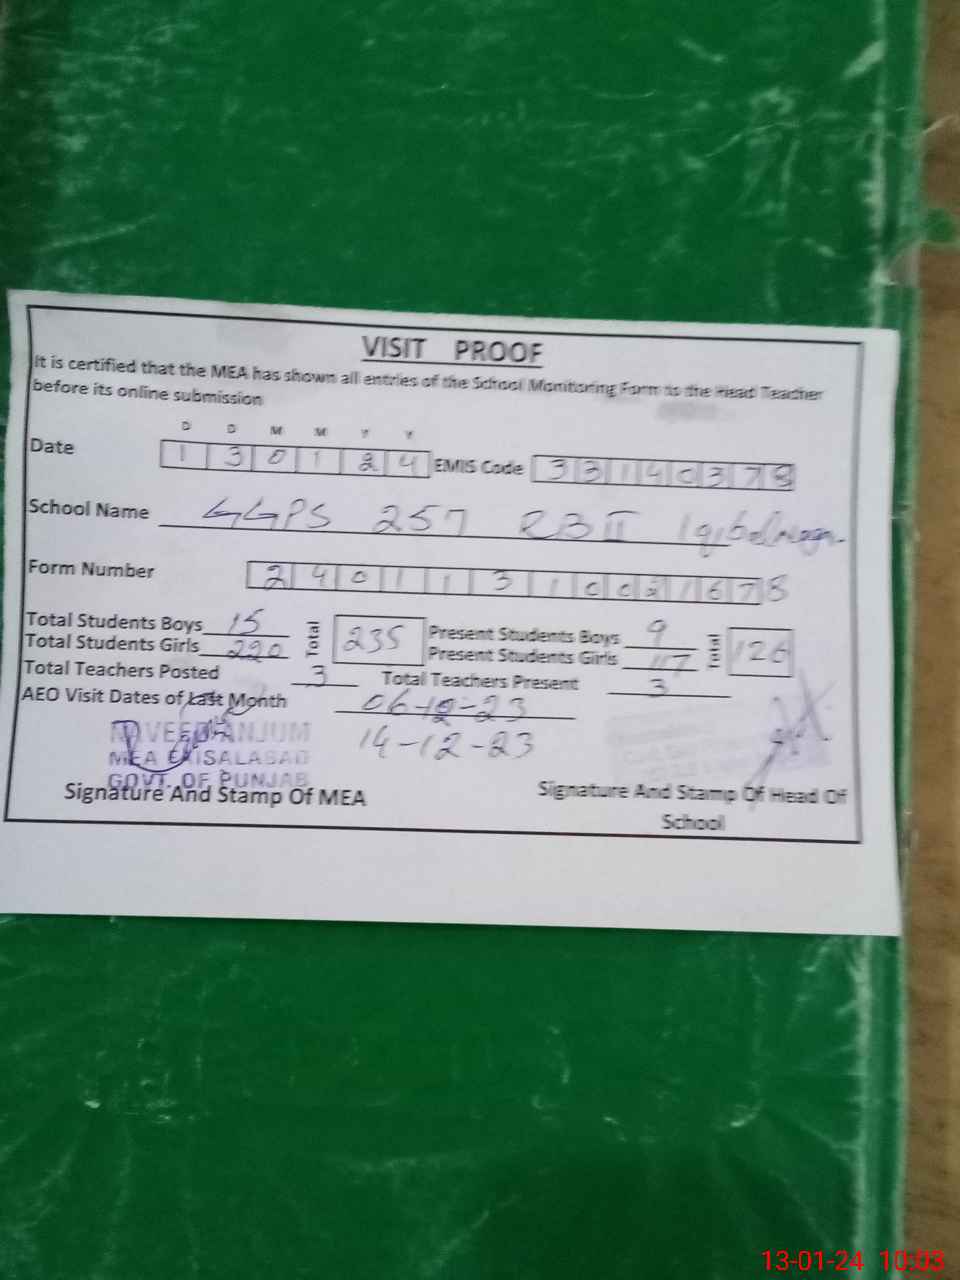 VISIT PROOF
It is certified that the MEA has shown all entries of the School Monitoring Form to the Head Teacher
before its online submission
D D M M Y Y
Date 1 3 0 1 2 4 EMIS Code 3 3 1 4 0 3 7 8
School Name GGPS 257 RB II
Form Number 2 4 0 1 1 3 1 0 0 2 1 6 7 8
Total Students Boys 15 Total 235 Present Students Boys 9 Total 126
Total Students Girls 220 Present Students Girls 117
Total Teachers Posted 3 Total Teachers Present 3
AEO Visit Dates of Last Month 06-12-23
14-12-23
NAVEED ANJUM
MEA FAISALABAD
GOVT. OF PUNJAB
Signature And Stamp Of MEA
Signature And Stamp Of Head Of
School
13-01-24 10:03